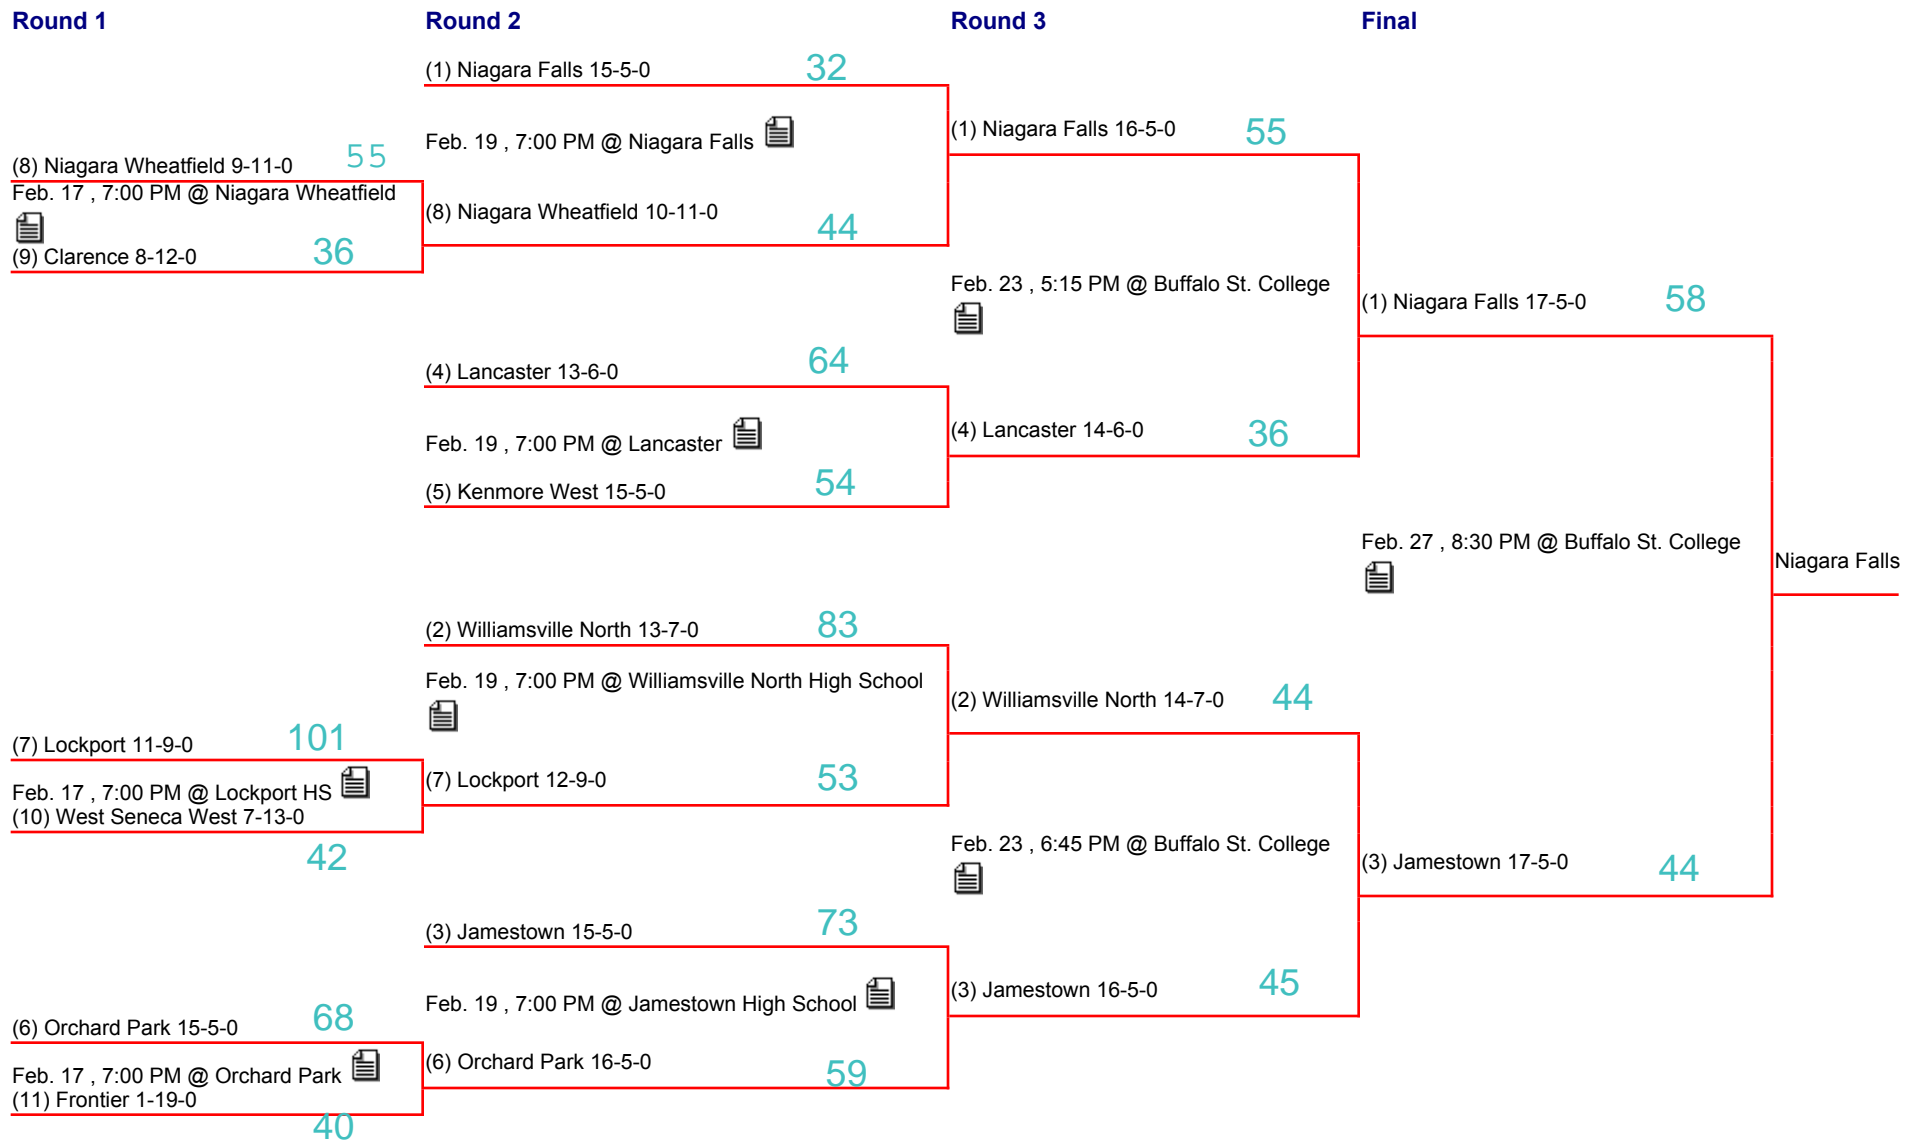 Round 1
Round 2
Round 3
Final
(8) Niagara Wheatfield 9-11-0 55
Feb. 17 , 7:00 PM @ Niagara Wheatfield
(9) Clarence 8-12-0 36
(7) Lockport 11-9-0 101
Feb. 17 , 7:00 PM @ Lockport HS
(10) West Seneca West 7-13-0
42
(6) Orchard Park 15-5-0 68
Feb. 17 , 7:00 PM @ Orchard Park
(11) Frontier 1-19-0
40
(1) Niagara Falls 15-5-0 32
Feb. 19 , 7:00 PM @ Niagara Falls
(8) Niagara Wheatfield 10-11-0 44
(4) Lancaster 13-6-0 64
Feb. 19 , 7:00 PM @ Lancaster
(5) Kenmore West 15-5-0 54
(2) Williamsville North 13-7-0 83
Feb. 19 , 7:00 PM @ Williamsville North High School
(7) Lockport 12-9-0 53
(3) Jamestown 15-5-0 73
Feb. 19 , 7:00 PM @ Jamestown High School
(6) Orchard Park 16-5-0 59
(1) Niagara Falls 16-5-0 55
Feb. 23 , 5:15 PM @ Buffalo St. College
(4) Lancaster 14-6-0 36
(2) Williamsville North 14-7-0 44
Feb. 23 , 6:45 PM @ Buffalo St. College
(3) Jamestown 16-5-0 45
(1) Niagara Falls 17-5-0 58
Feb. 27 , 8:30 PM @ Buffalo St. College
(3) Jamestown 17-5-0 44
Niagara Falls